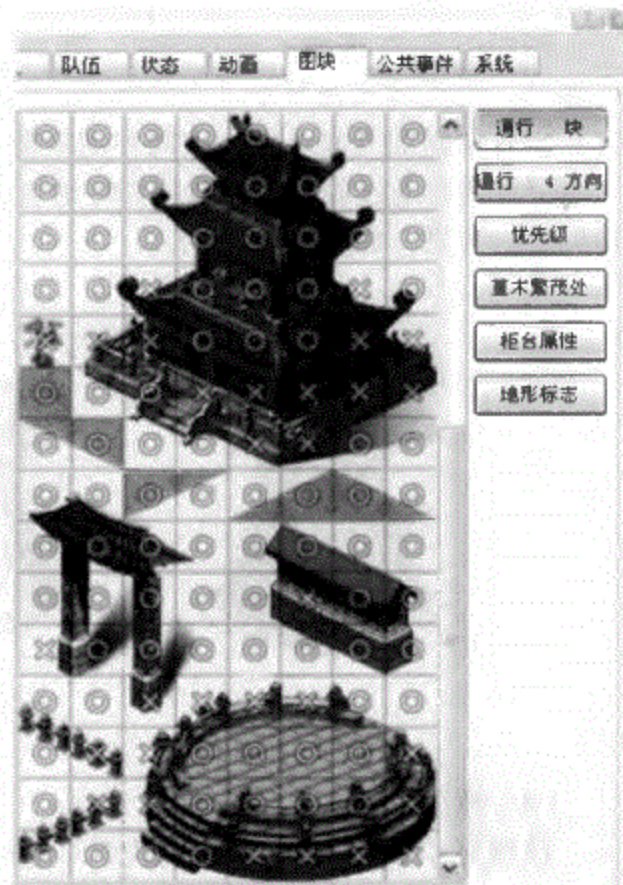 队伍 状态 动画 图块 公共事件 系统
通行 块
通行 4 方向
优先级
草木繁茂处
柜台属性
地形标志